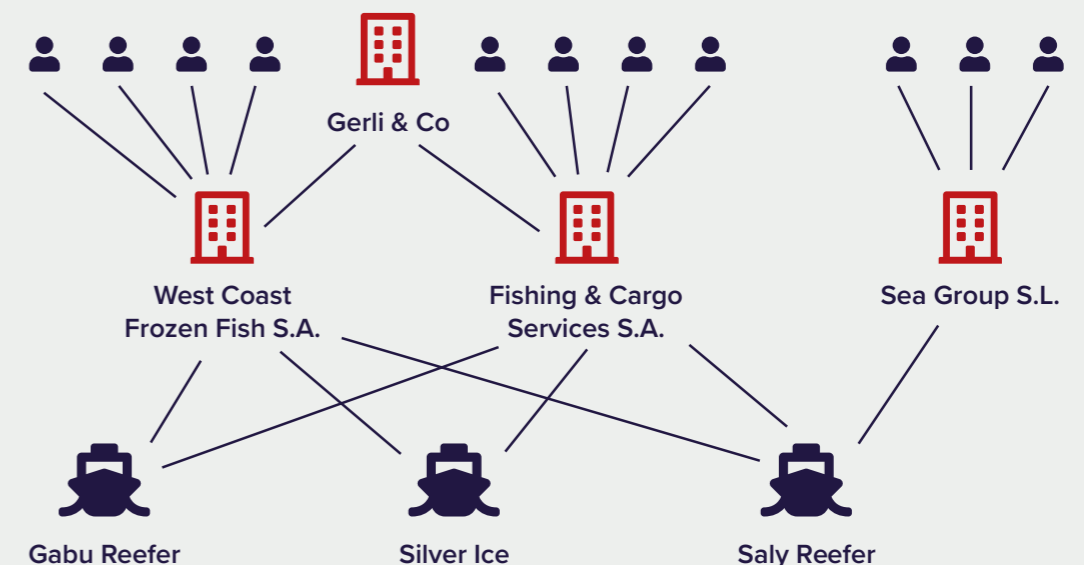 Gerli & Co
West Coast
Frozen Fish S.A.
Fishing & Cargo
Services S.A.
Sea Group S.L.
Gabu Reefer
Silver Ice
Saly Reefer